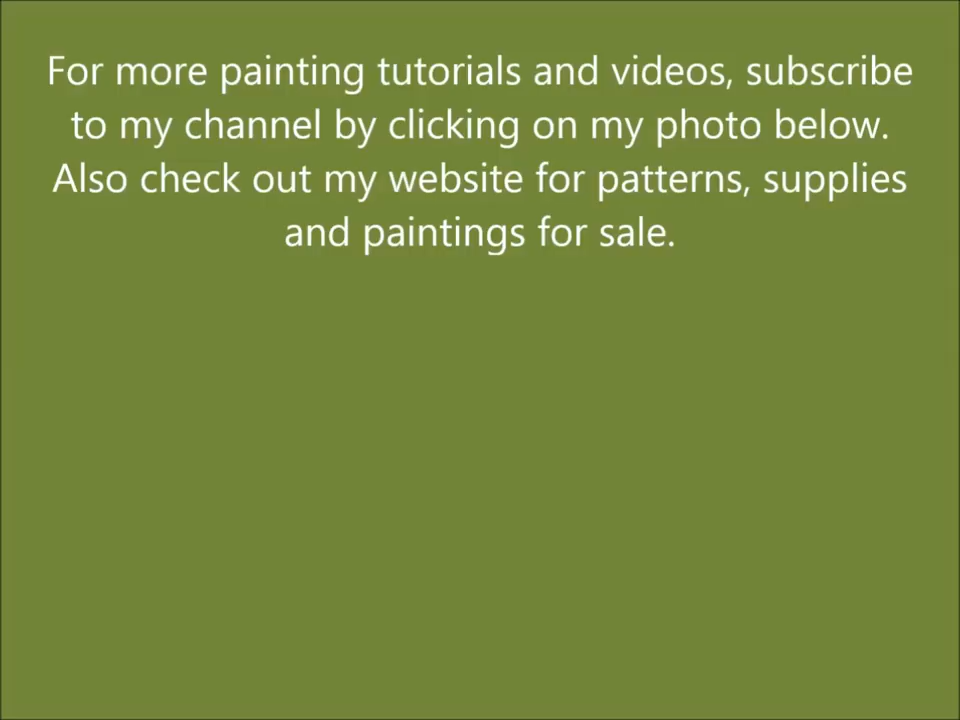 For more painting tutorials and videos, subscribe
to my channel by clicking on my photo below.
Also check out my website for patterns, supplies
and paintings for sale.